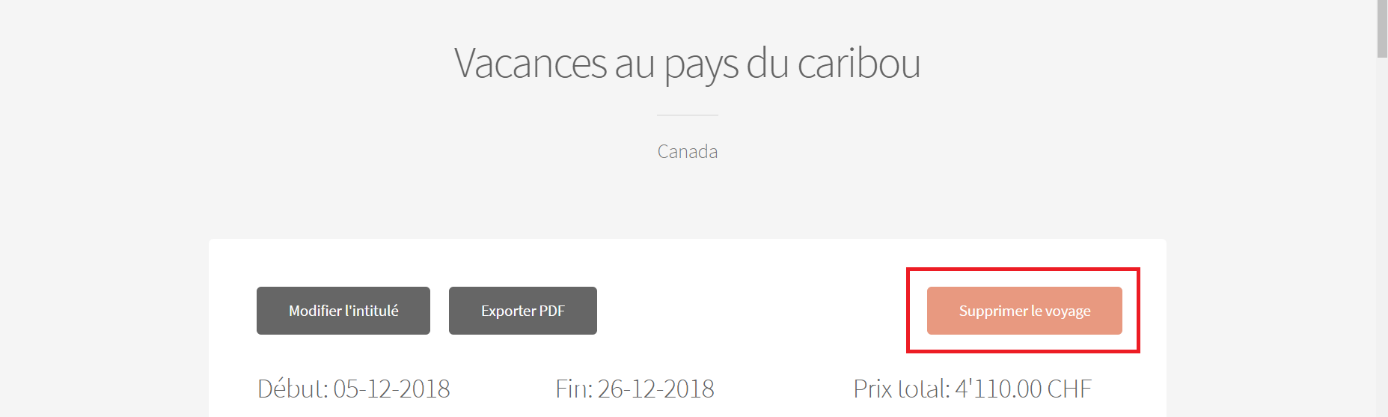 Vacances au pays du caribou
Canada
Modifier l'intitulé Exporter PDF Supprimer le voyage
Début: 05-12-2018 Fin: 26-12-2018 Prix total: 4'110.00 CHF